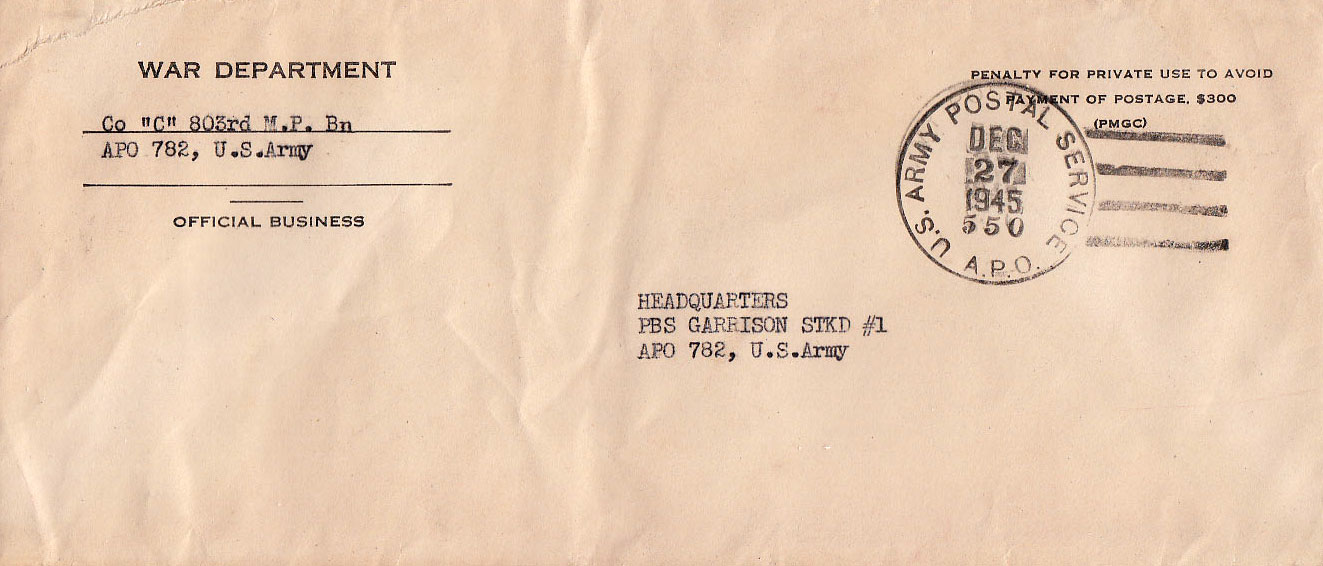 WAR DEPARTMENT
Co "C" 803rd M.P. Bn
APO 782, U.S.Army
OFFICIAL BUSINESS
PENALTY FOR PRIVATE USE TO AVOID
PAYMENT OF POSTAGE, $300
(PMGC)
U.S. ARMY POSTAL SERVICE
DEC
27
1945
550
A.P.O.
HEADQUARTERS
PBS GARRISON STKD #1
APO 782, U.S.Army